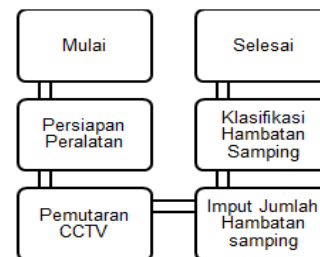 Mulai
Persiapan
Peralatan
Pemutaran
CCTV
Imput Jumlah
Hambatan
samping
Klasifikasi
Hambatan
Samping
Selesai